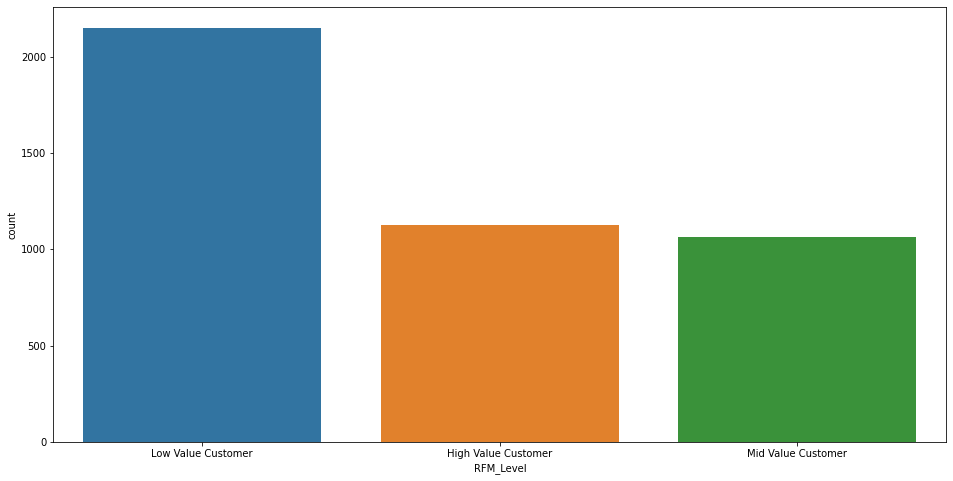 2000
1500
1000
500
0
count
Low Value Customer
High Value Customer
Mid Value Customer
RFM_Level